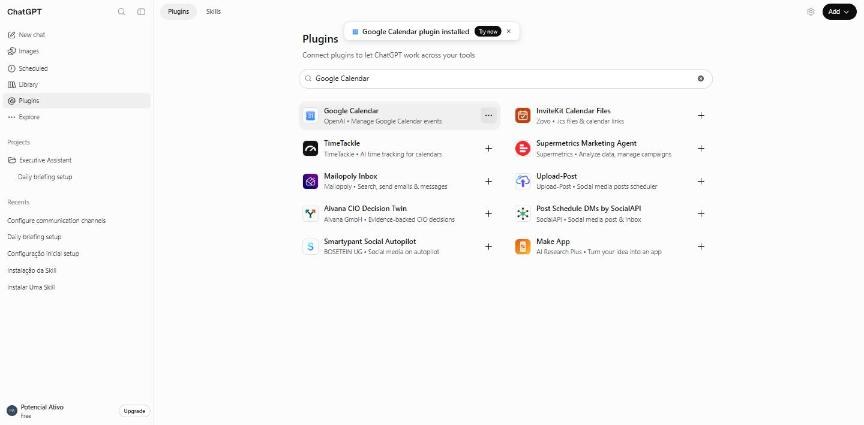 ChatGPT
New chat
Images
Scheduled
Library
Plugins
Explore
Projects
Executive Assistant
Daily briefing setup
Recents
Configure communication channels
Daily briefing setup
Configuração inicial setup
Instalação da Skill
Instalar Uma Skill
Potencial Ativo
Free
Upgrade
Plugins
Skills
Add
Google Calendar plugin installed
Try now
Plugins
Connect plugins to let ChatGPT work across your tools
Google Calendar
Google Calendar
OpenAI • Manage Google Calendar events
InviteKit Calendar Files
Zovo • .ics files & calendar links
TimeTackle
TimeTackle • AI time tracking for calendars
Supermetrics Marketing Agent
Supermetrics • Analyze data, manage campaigns
Mailopoly Inbox
Mailopoly • Search, send emails & messages
Upload-Post
Upload-Post • Social media posts scheduler
Aivana CIO Decision Twin
Aivana GmbH • Evidence-backed CIO decisions
Post Schedule DMs by SocialAPI
SocialAPI • Social media post & inbox
Smartypant Social Autopilot
BOSETEIN UG • Social media on autopilot
Make App
AI Research Plus • Turn your idea into an app